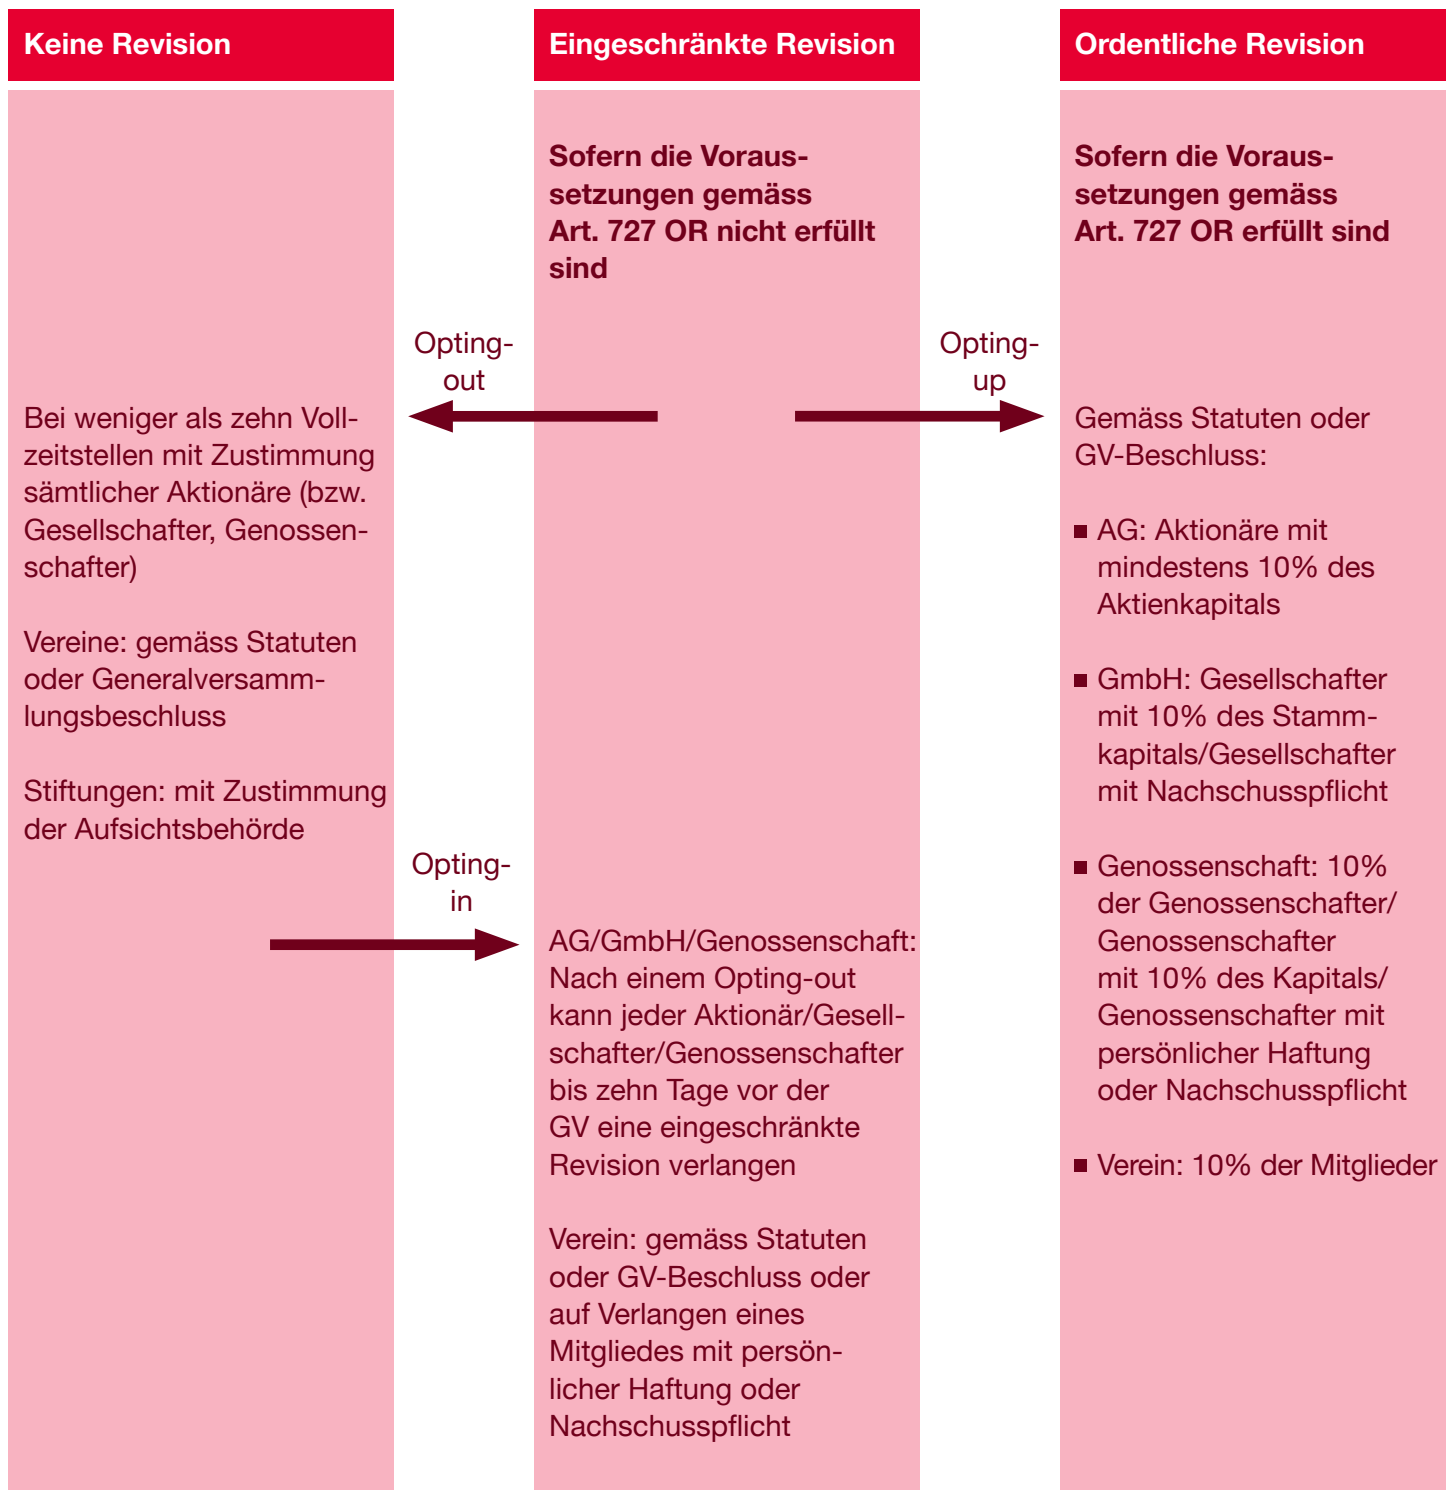 Keine Revision
Bei weniger als zehn Voll-
zeitstellen mit Zustimmung
sämtlicher Aktionäre (bzw.
Gesellschafter, Genossen-
schafter)
Vereine: gemäss Statuten
oder Generalversamm-
lungsbeschluss
Stiftungen: mit Zustimmung
der Aufsichtsbehörde
Opting-
out
Opting-
in
Eingeschränkte Revision
Sofern die Voraus-
setzungen gemäss
Art. 727 OR nicht erfüllt
sind
AG/GmbH/Genossenschaft:
Nach einem Opting-out
kann jeder Aktionär/Gesell-
schafter/Genossenschafter
bis zehn Tage vor der
GV eine eingeschränkte
Revision verlangen
Verein: gemäss Statuten
oder GV-Beschluss oder
auf Verlangen eines
Mitgliedes mit persön-
licher Haftung oder
Nachschusspflicht
Opting-
up
Ordentliche Revision
Sofern die Voraus-
setzungen gemäss
Art. 727 OR erfüllt sind
Gemäss Statuten oder
GV-Beschluss:
■ AG: Aktionäre mit
mindestens 10% des
Aktienkapitals
■ GmbH: Gesellschafter
mit 10% des Stamm-
kapitals/Gesellschafter
mit Nachschusspflicht
■ Genossenschaft: 10%
der Genossenschafter/
Genossenschafter
mit 10% des Kapitals/
Genossenschafter mit
persönlicher Haftung
oder Nachschusspflicht
■ Verein: 10% der Mitglieder